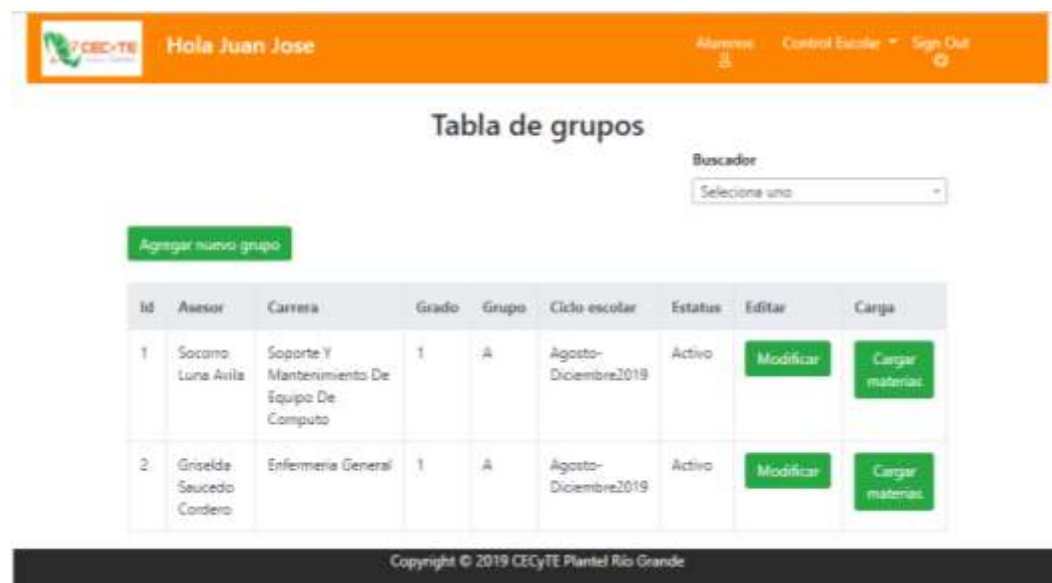 CECyTE
Hola Juan Jose
Alumnos
Control Escolar
Sign Out
Tabla de grupos
Buscador
Seleciona uno
Agregar nuevo grupo
Id Asesor Carrera Grado Grupo Ciclo escolar Estatus Editar Carga
1 Socorro Soporte Y 1 A Agosto- Activo Modificar Cargar
Luna Avila Mantenimiento De Diciembre2019 materias
Equipo De
Computo
2 Griselda Enfermeria General 1 A Agosto- Activo Modificar Cargar
Saucedo Diciembre2019 materias
Cordero
Copyright © 2019 CECyTE Plantel Río Grande